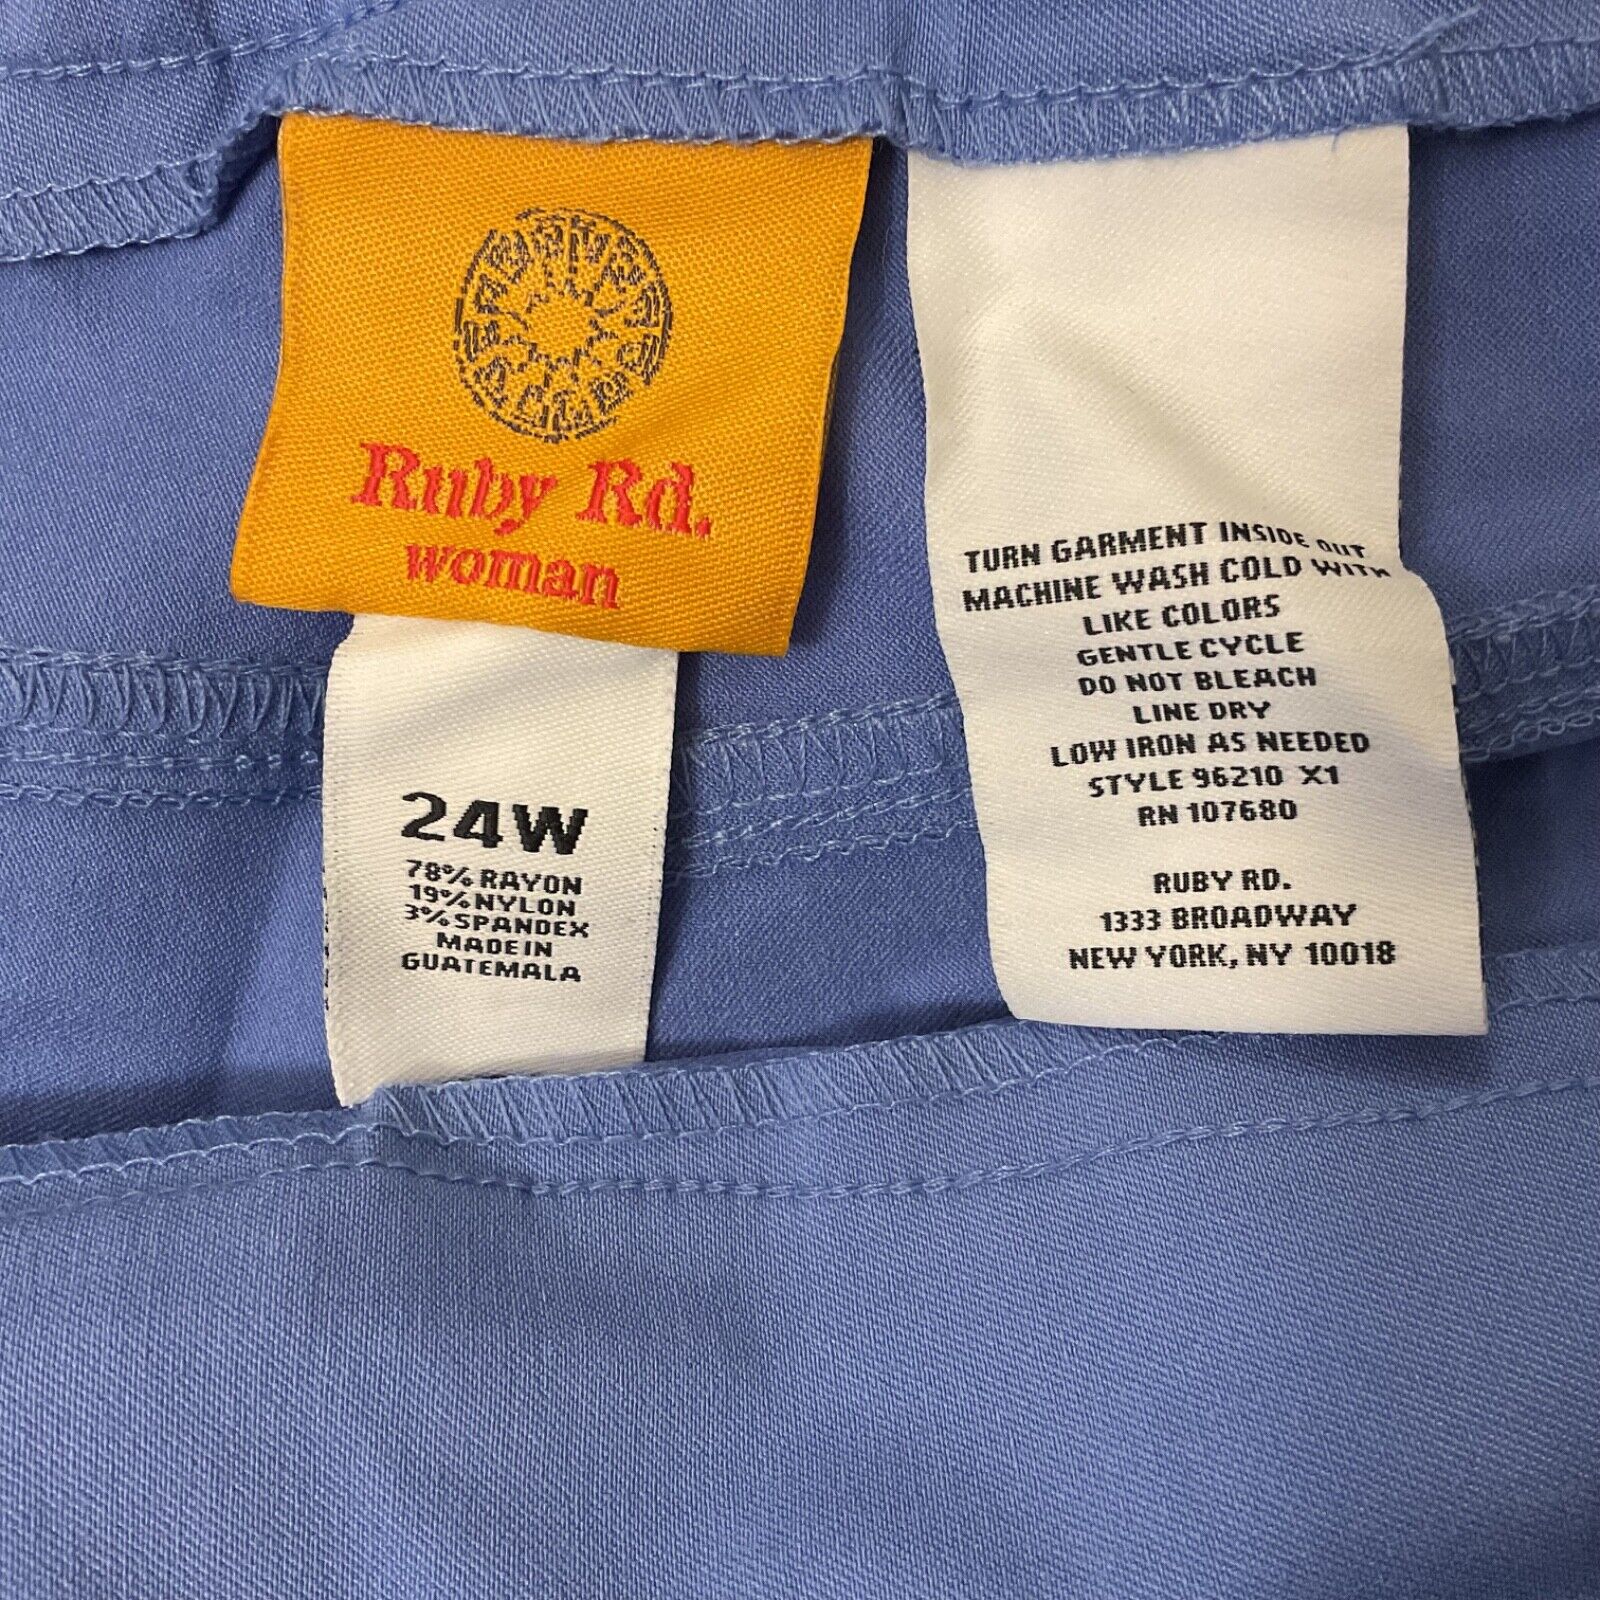 Ruby Rd.
woman
24W
78% RAYON
19% NYLON
3% SPANDEX
MADE IN
GUATEMALA
TURN GARMENT INSIDE OUT
MACHINE WASH COLD WITH
LIKE COLORS
GENTLE CYCLE
DO NOT BLEACH
LINE DRY
LOW IRON AS NEEDED
STYLE 96210 X1
RN 107680
RUBY RD.
1333 BROADWAY
NEW YORK, NY 10018